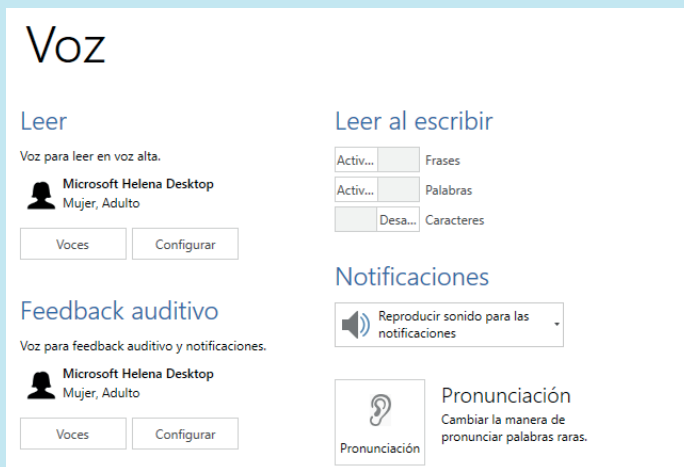 Voz
Leer
Voz para leer en voz alta.
Microsoft Helena Desktop
Mujer, Adulto
Voces
Configurar
Feedback auditivo
Voz para feedback auditivo y notificaciones.
Microsoft Helena Desktop
Mujer, Adulto
Voces
Configurar
Leer al escribir
Activ...
Frases
Activ...
Palabras
Desa...
Caracteres
Notificaciones
Reproducir sonido para las
notificaciones
Pronunciación
Pronunciación
Cambiar la manera de
pronunciar palabras raras.